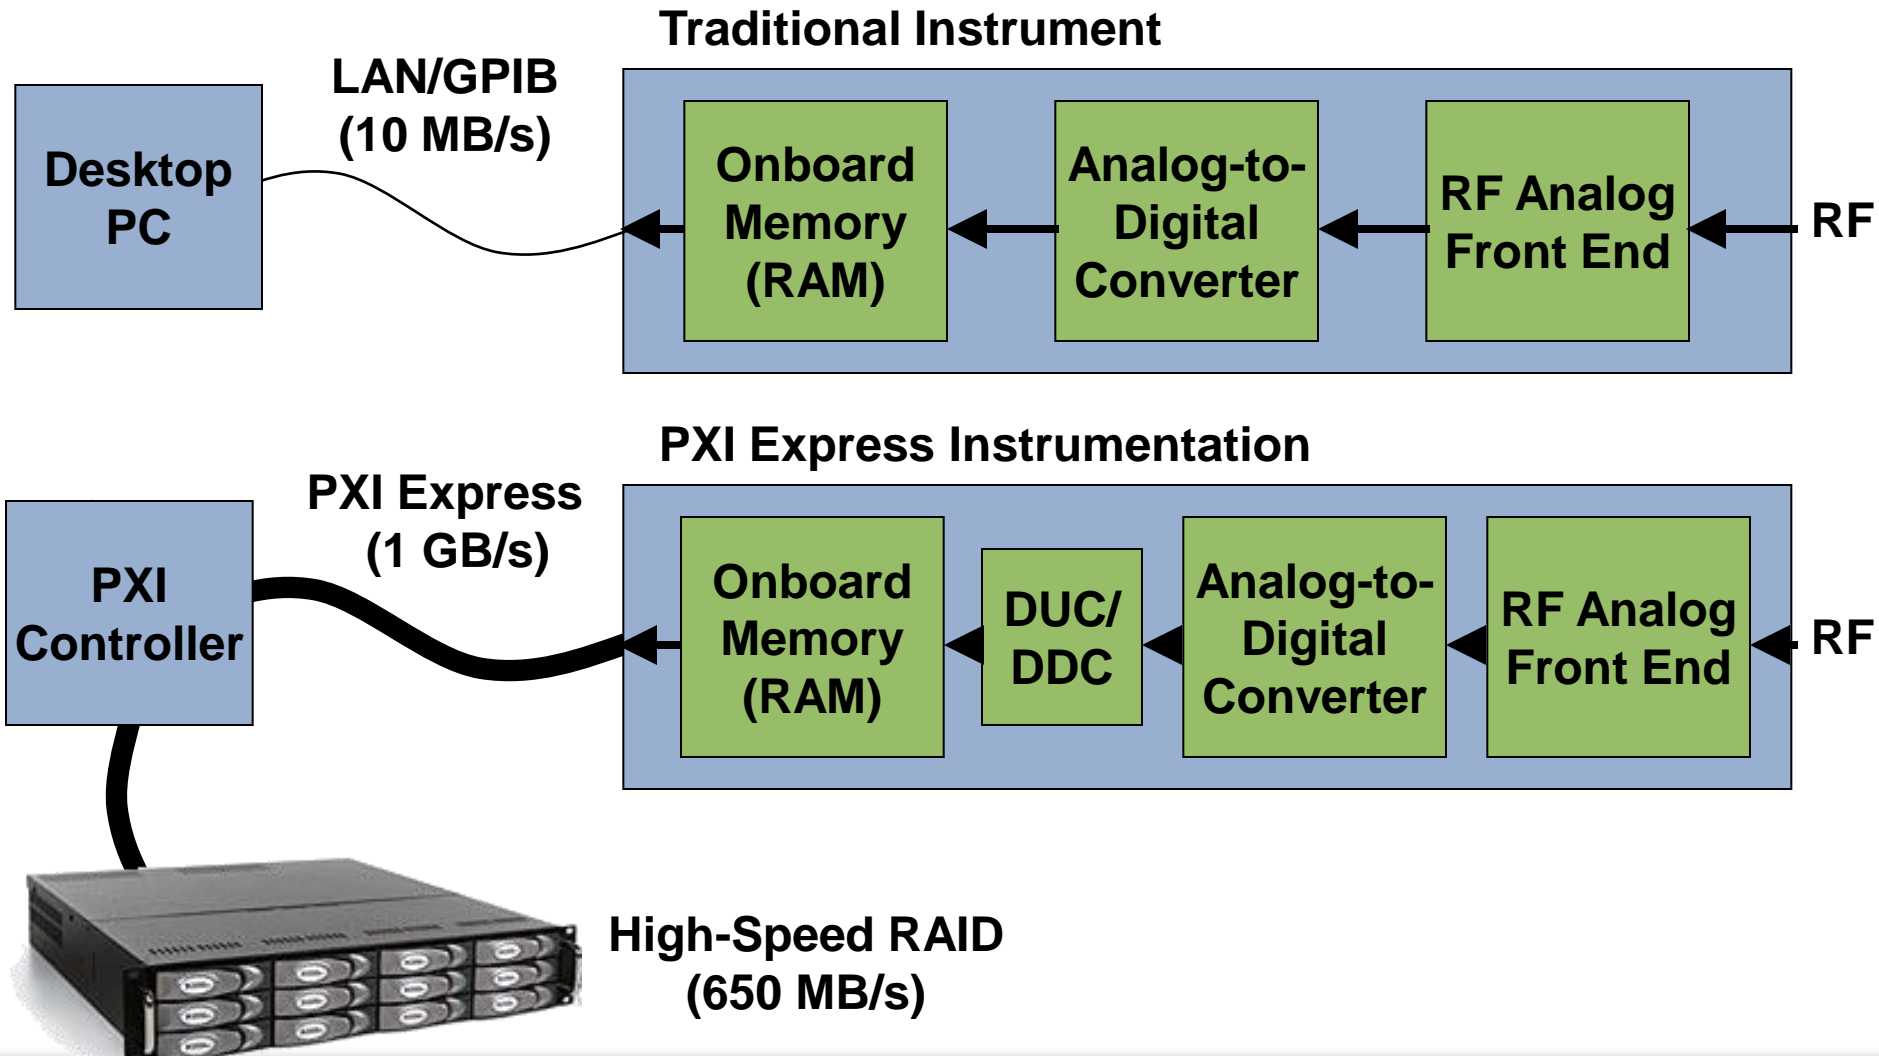 Traditional Instrument
LAN/GPIB
(10 MB/s)
Desktop
PC
Onboard
Memory
(RAM)
Analog-to-
Digital
Converter
RF Analog
Front End
RF
PXI Express Instrumentation
PXI Express
(1 GB/s)
PXI
Controller
Onboard
Memory
(RAM)
DUC/
DDC
Analog-to-
Digital
Converter
RF Analog
Front End
RF
High-Speed RAID
(650 MB/s)